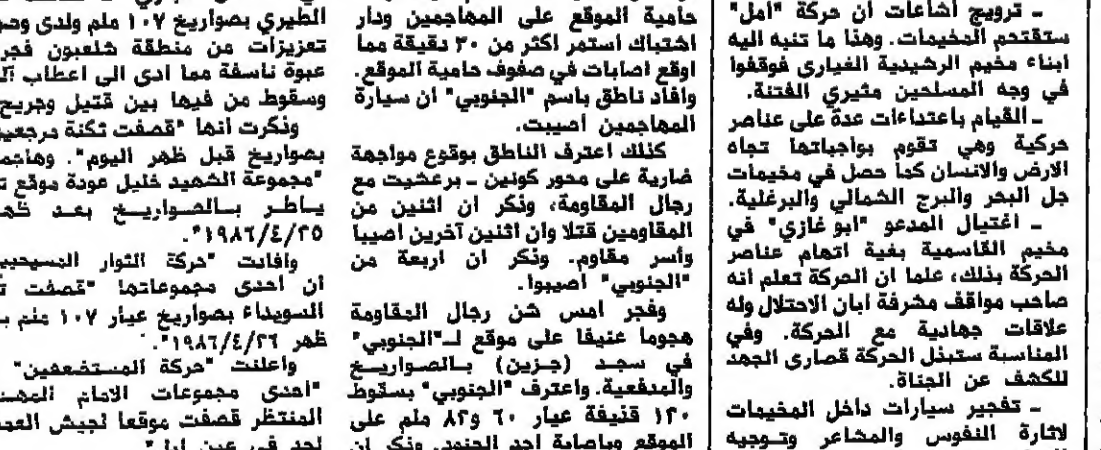 - ترويج اشاعات ان حركة "امل"
ستقتحم المخيمات. وهذا ما تنبه اليه
ابناء مخيم الرشيدية الغيارى فوقفوا
في وجه المسلحين مثيري الفتنة.
- القيام باعتداءات عدة على عناصر
حركية وهي تقوم بواجباتها تجاه
الارض والانسان كما حصل في مخيمات
جل البحر والبرج الشمالي والبرغلية.
- اغتيال المدعو "ابو غازي" في
مخيم القاسمية بغية اتهام عناصر
الحركة بذلك، علما ان الحركة تعلم انه
صاحب مواقف مشرفة ابان الاحتلال وله
علاقات جهادية مع الحركة. وفي
المناسبة ستبذل الحركة قصارى الجهد
للكشف عن الجناة.
- تفجير سيارات داخل المخيمات
لاثارة النفوس والمشاعر وتوجيه
حامية الموقع على المهاجمين ودار
اشتباك استمر اكثر من ٣٠ دقيقة مما
اوقع اصابات في صفوف حامية الموقع.
وافاد ناطق باسم "الجنوبي" ان سيارة
المهاجمين أصيبت.
كذلك اعترف الناطق بوقوع مواجهة
ضارية على محور كونين - برعشيت مع
رجال المقاومة، وذكر ان اثنين من
المقاومين قتلا وان اثنين آخرين اصيبا
وأسر مقاوم. وذكر ان اربعة من
"الجنوبي" اصيبوا.
وفجر امس شن رجال المقاومة
هجوما عنيفا على موقع لـ"الجنوبي"
في سجد (جزين) بالصواريخ
والمدفعية. واعترف "الجنوبي" بسقوط
١٢٠ قذيفة عيار ٦٠ و٨٢ ملم على
الموقع وباصابة احد الجنود. وذكر ان
الطيري بصواريخ ١٠٧ ملم ولدى
تعزيزات من منطقة شلعبون
عبوة ناسفة مما ادى الى اعطاب
وسقوط من فيها بين قتيل وجريح
وذكرت أنها "قصفت ثكنة
بصواريخ قبل ظهر اليوم".
"مجموعة الشهيد خليل عودة موقع
ياطر بالصواريخ بعد
٢٥/٤/١٩٨٦".
وافادت "حركة الثوار
ان احدى مجموعاتها "قصفت
السويداء بصواريخ عيار ١٠٧ ملم
ظهر ٢٦/٤/١٩٨٦".
واعلنت "حركة المستضعفين"
"احدى مجموعات الامام
المنتظر قصفت موقعا لجيش